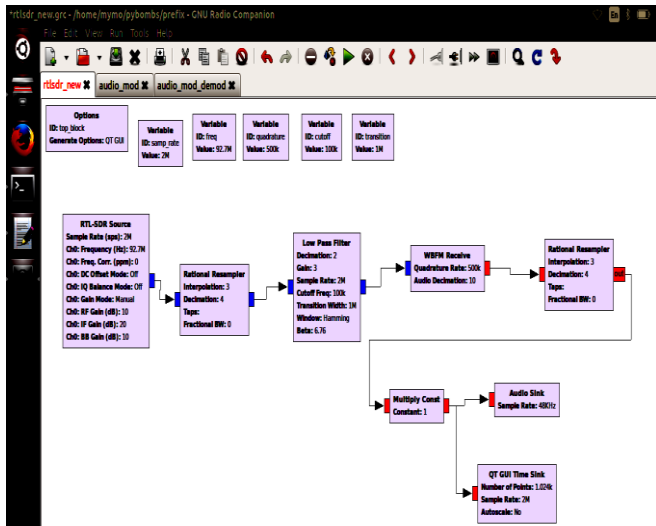 *rtlsdr_new.grc - /home/mymo/pybombs/prefix - GNU Radio Companion
En
File Edit View Run Tools Help
rtlsdr_new audio_mod audio_mod_demod
Options
ID: top_block
Generate Options: QT GUI
Variable
ID: samp_rate
Value: 2M
Variable
ID: freq
Value: 92.7M
Variable
ID: quadrature
Value: 500k
Variable
ID: cutoff
Value: 100k
Variable
ID: transition
Value: 1M
RTL-SDR Source
Sample Rate (sps): 2M
Ch0: Frequency (Hz): 92.7M
Ch0: Freq. Corr. (ppm): 0
Ch0: DC Offset Mode: Off
Ch0: IQ Balance Mode: Off
Ch0: Gain Mode: Manual
Ch0: RF Gain (dB): 10
Ch0: IF Gain (dB): 20
Ch0: BB Gain (dB): 10
Rational Resampler
Interpolation: 3
Decimation: 4
Taps:
Fractional BW: 0
Low Pass Filter
Decimation: 2
Gain: 3
Sample Rate: 2M
Cutoff Freq: 100k
Transition Width: 1M
Window: Hamming
Beta: 6.76
WBFM Receive
Quadrature Rate: 500k
Audio Decimation: 10
Rational Resampler
Interpolation: 3
Decimation: 4
Taps:
Fractional BW: 0
out
Multiply Const
Constant: 1
Audio Sink
Sample Rate: 48KHz
QT GUI Time Sink
Number of Points: 1.024k
Sample Rate: 2M
Autoscale: No